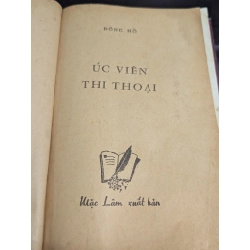 ĐÔNG HỒ
ÚC VIÊN
THI THOẠI
Mặc Lâm xuất bản